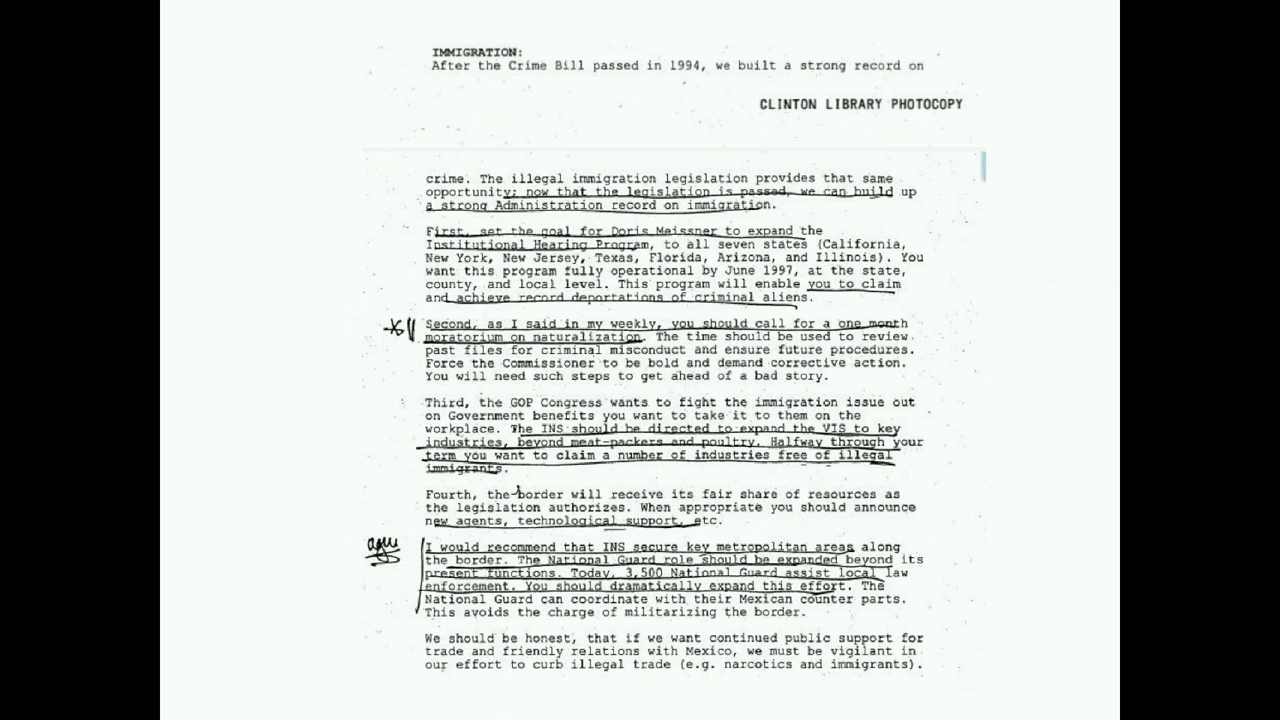 IMMIGRATION:
After the Crime Bill passed in 1994, we built a strong record on
CLINTON LIBRARY PHOTOCOPY
crime. The illegal immigration legislation provides that same
opportunity; now that the legislation is passed, we can build up
a strong Administration record on immigration.
First, set the goal for Doris Meissner to expand the
Institutional Hearing Program, to all seven states (California,
New York, New Jersey, Texas, Florida, Arizona, and Illinois). You
want this program fully operational by June 1997, at the state,
county, and local level. This program will enable you to claim
and achieve record deportations of criminal aliens.
Second, as I said in my weekly, you should call for a one month
moratorium on naturalization. The time should be used to review
past files for criminal misconduct and ensure future procedures.
Force the Commissioner to be bold and demand corrective action.
You will need such steps to get ahead of a bad story.
Third, the GOP Congress wants to fight the immigration issue out
on Government benefits you want to take it to them on the
workplace. The INS should be directed to expand the VIS to key
industries, beyond meat-packers and poultry. Halfway through your
term you want to claim a number of industries free of illegal
immigrants.
Fourth, the border will receive its fair share of resources as
the legislation authorizes. When appropriate you should announce
new agents, technological support, etc.
agree
I would recommend that INS secure key metropolitan areas along
the border. The National Guard role should be expanded beyond its
present functions. Today, 3,500 National Guard assist local law
enforcement. You should dramatically expand this effort. The
National Guard can coordinate with their Mexican counter parts.
This avoids the charge of militarizing the border.
We should be honest, that if we want continued public support for
trade and friendly relations with Mexico, we must be vigilant in
our effort to curb illegal trade (e.g. narcotics and immigrants).